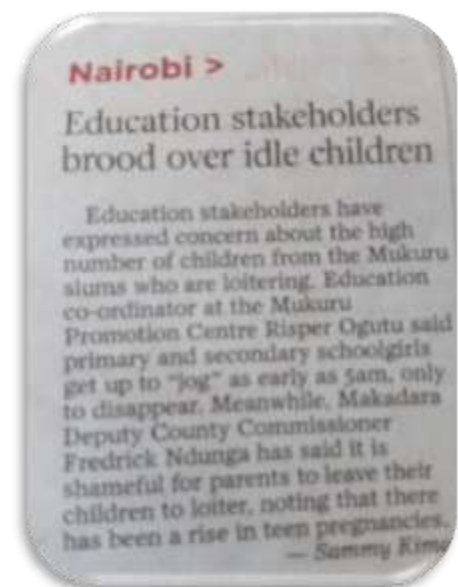 Nairobi >
Education stakeholders
brood over idle children
Education stakeholders have
expressed concern about the high
number of children from the Mukuru
slums who are loitering. Education
co-ordinator at the Mukuru
Promotion Centre Risper Ogutu said
primary and secondary schoolgirls
get up to "jog" as early as 5am, only
to disappear. Meanwhile, Makadara
Deputy County Commissioner
Fredrick Ndunga has said it is
shameful for parents to leave their
children to loiter, noting that there
has been a rise in teen pregnancies.
— Sammy